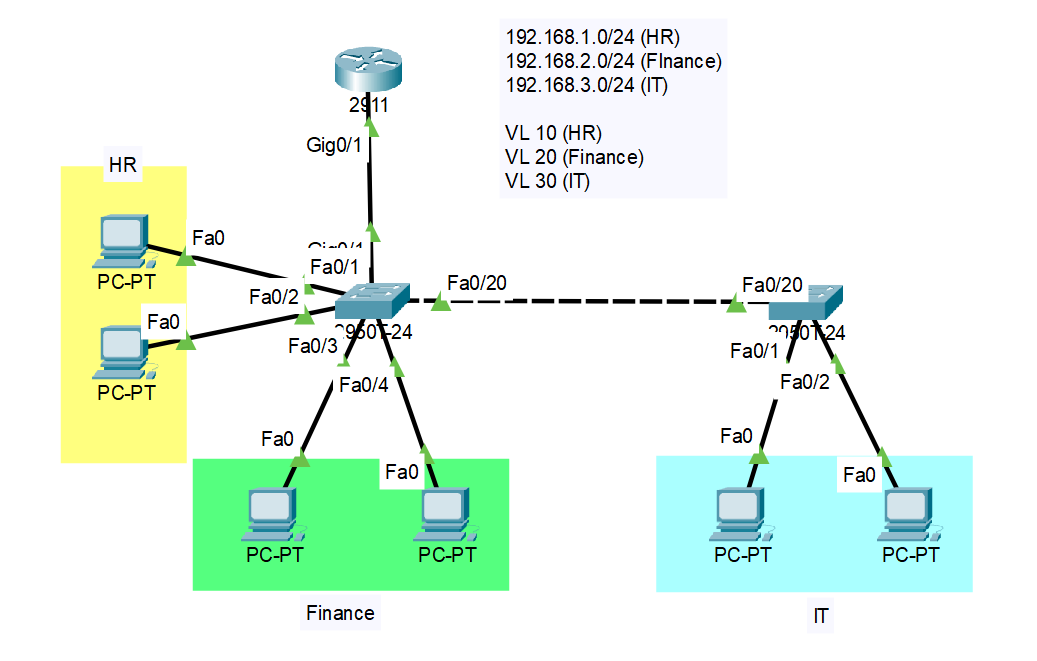 192.168.1.0/24 (HR)
192.168.2.0/24 (FInance)
192.168.3.0/24 (IT)
VL 10 (HR)
VL 20 (Finance)
VL 30 (IT)
2911
Gig0/1
HR
Fa0
PC-PT
Gig0/1
Fa0/1
Fa0/2
Fa0
PC-PT
Fa0/3
2950T-24
Fa0/4
Fa0/20
Fa0/20
2950T-24
Fa0/1
Fa0/2
Fa0
Fa0
PC-PT
PC-PT
Finance
Fa0
Fa0
PC-PT
PC-PT
IT